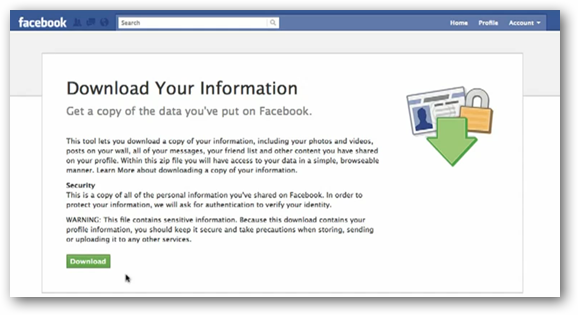 facebook Search Home Profile Account
Download Your Information
Get a copy of the data you've put on Facebook.
This tool lets you download a copy of your information, including your photos and videos,
posts on your wall, all of your messages, your friend list and other content you have shared
on your profile. Within this zip file you will have access to your data in a simple, browseable
manner. Learn More about downloading a copy of your information.
Security
This is a copy of all of the personal information you've shared on Facebook. In order to
protect your information, we will ask for authentication to verify your identity.
WARNING: This file contains sensitive information. Because this download contains your
profile information, you should keep it secure and take precautions when storing, sending
or uploading it to any other services.
Download